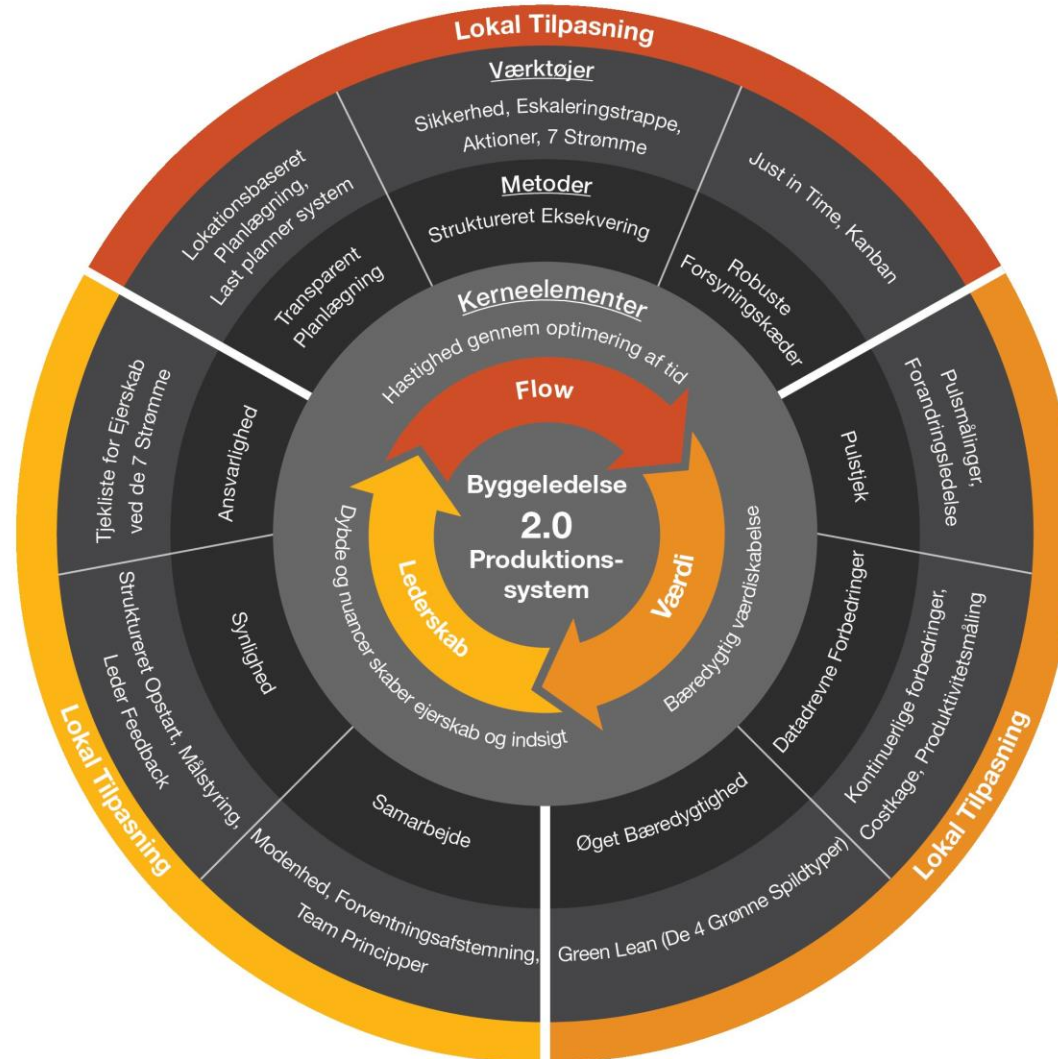 Lokal Tilpasning
Værktøjer
Sikkerhed, Eskaleringstrappe,
Aktioner, 7 Strømme
Metoder
Struktureret Eksekvering
Lokationsbaseret
Planlægning,
Last planner system
Transparent
Planlægning
Just in Time, Kanban
Robuste
Forsyningskæder
Kerneelementer
Hastighed gennem optimering af tid
Flow
Byggeledelse
2.0
Produktions-
system
Værdi
Bæredygtig værdiskabelse
Lederskab
Dybde og nuancer skaber ejerskab og indsigt
Pulsmålinger,
Forandringsledelse
Pulstjek
Datadrevne Forbedringer
Kontinuerlige forbedringer,
Costkage, Produktivitetsmåling
Øget Bæredygtighed
Green Lean (De 4 Grønne Spildtyper)
Lokal Tilpasning
Tjekliste for Ejerskab
ved de 7 Strømme
Ansvarlighed
Synlighed
Struktureret Opstart, Målstyring,
Leder Feedback
Samarbejde
Modenhed, Forventningsafstemning,
Team Principper
Lokal Tilpasning